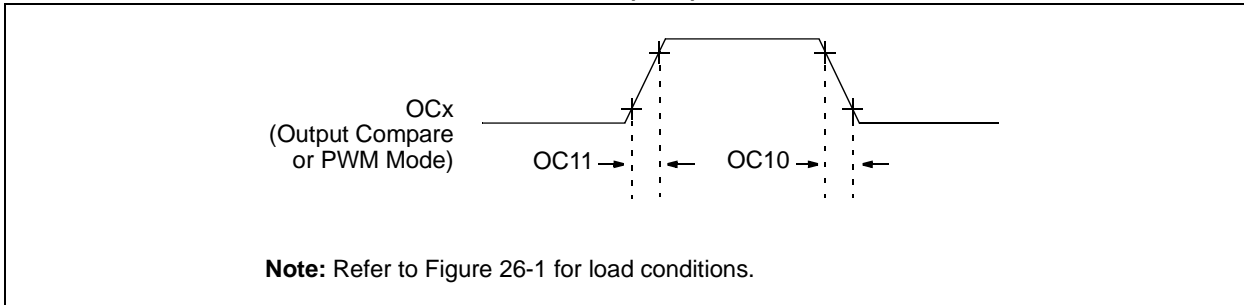 OCx
(Output Compare
or PWM Mode)
OC11
OC10
Note: Refer to Figure 26-1 for load conditions.